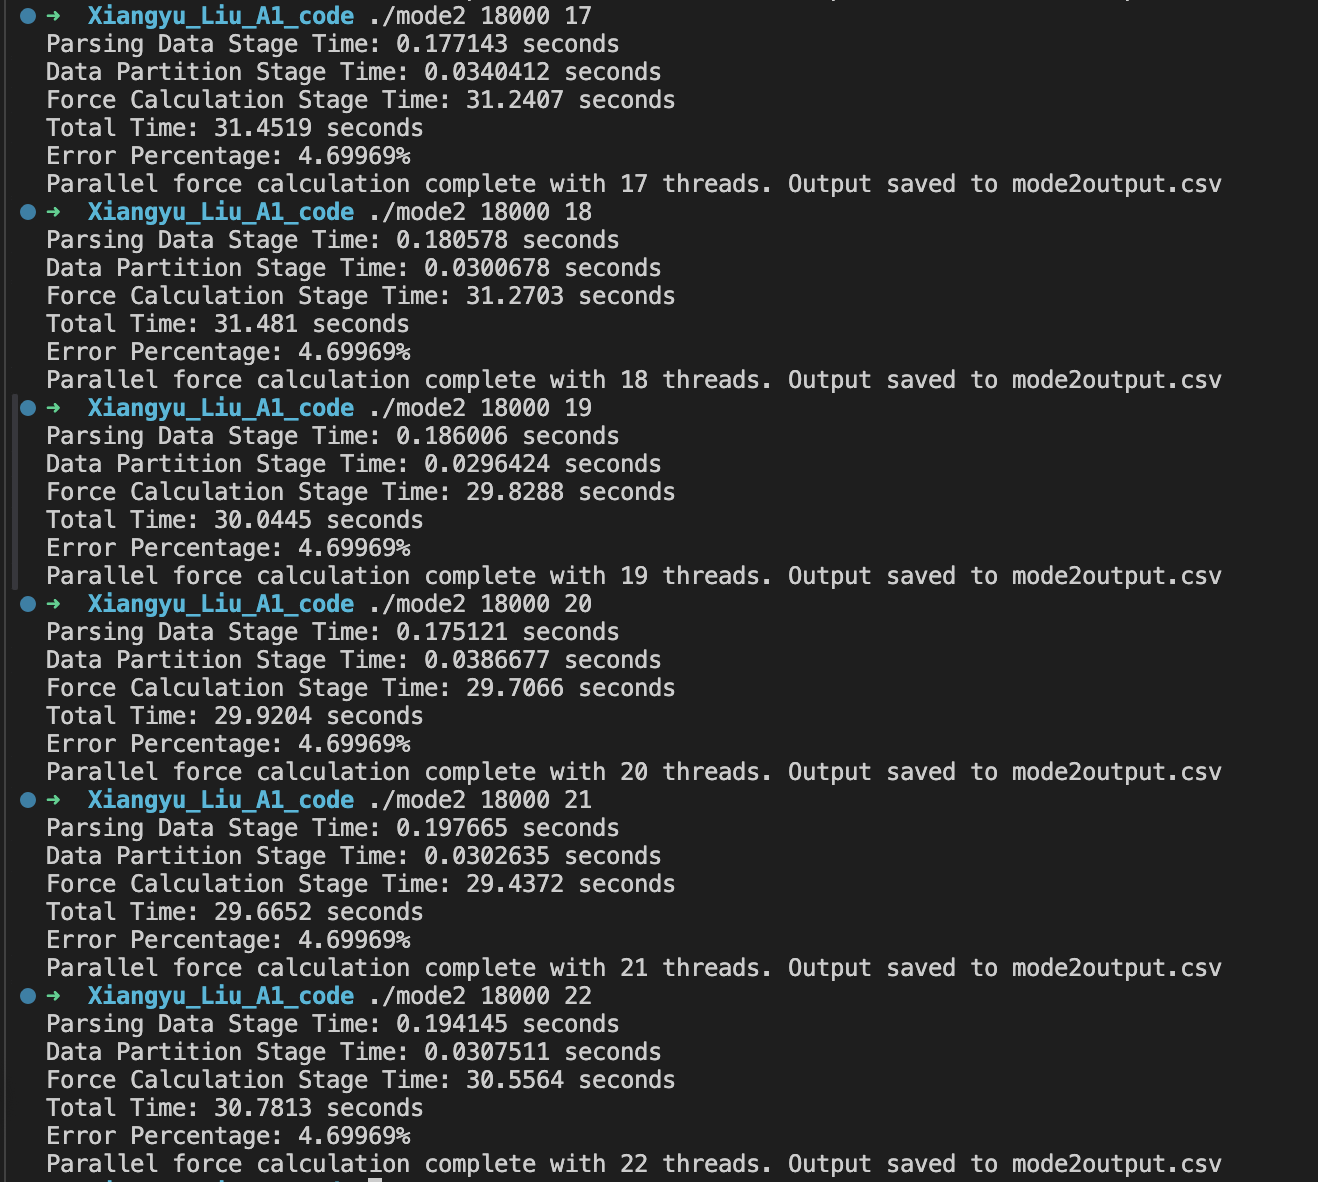 ➜ Xiangyu_Liu_A1_code ./mode2 18000 17
Parsing Data Stage Time: 0.177143 seconds
Data Partition Stage Time: 0.0340412 seconds
Force Calculation Stage Time: 31.2407 seconds
Total Time: 31.4519 seconds
Error Percentage: 4.69969%
Parallel force calculation complete with 17 threads. Output saved to mode2output.csv
➜ Xiangyu_Liu_A1_code ./mode2 18000 18
Parsing Data Stage Time: 0.180578 seconds
Data Partition Stage Time: 0.0300678 seconds
Force Calculation Stage Time: 31.2703 seconds
Total Time: 31.481 seconds
Error Percentage: 4.69969%
Parallel force calculation complete with 18 threads. Output saved to mode2output.csv
➜ Xiangyu_Liu_A1_code ./mode2 18000 19
Parsing Data Stage Time: 0.186006 seconds
Data Partition Stage Time: 0.0296424 seconds
Force Calculation Stage Time: 29.8288 seconds
Total Time: 30.0445 seconds
Error Percentage: 4.69969%
Parallel force calculation complete with 19 threads. Output saved to mode2output.csv
➜ Xiangyu_Liu_A1_code ./mode2 18000 20
Parsing Data Stage Time: 0.175121 seconds
Data Partition Stage Time: 0.0386677 seconds
Force Calculation Stage Time: 29.7066 seconds
Total Time: 29.9204 seconds
Error Percentage: 4.69969%
Parallel force calculation complete with 20 threads. Output saved to mode2output.csv
➜ Xiangyu_Liu_A1_code ./mode2 18000 21
Parsing Data Stage Time: 0.197665 seconds
Data Partition Stage Time: 0.0302635 seconds
Force Calculation Stage Time: 29.4372 seconds
Total Time: 29.6652 seconds
Error Percentage: 4.69969%
Parallel force calculation complete with 21 threads. Output saved to mode2output.csv
➜ Xiangyu_Liu_A1_code ./mode2 18000 22
Parsing Data Stage Time: 0.194145 seconds
Data Partition Stage Time: 0.0307511 seconds
Force Calculation Stage Time: 30.5564 seconds
Total Time: 30.7813 seconds
Error Percentage: 4.69969%
Parallel force calculation complete with 22 threads. Output saved to mode2output.csv